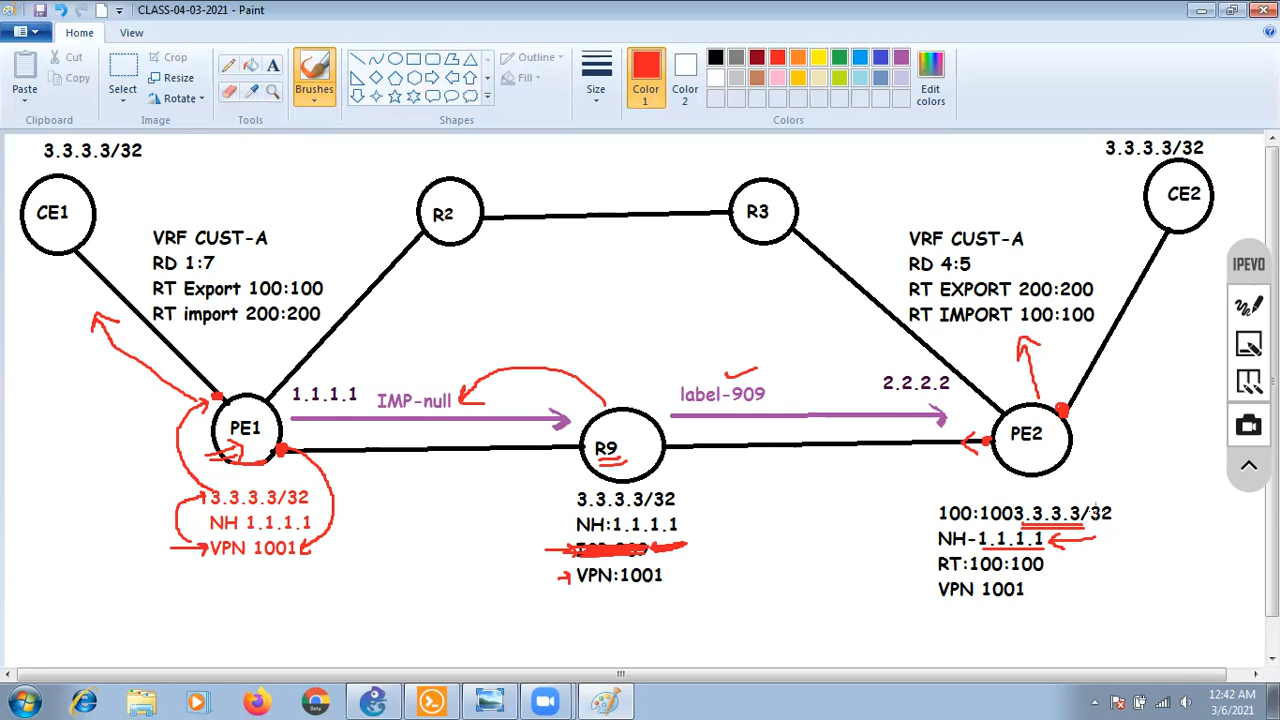 CLASS-04-03-2021 - Paint
Home
View
Paste
Cut
Copy
Clipboard
Select
Crop
Resize
Rotate
Image
A
Tools
Brushes
Outline
Fill
Shapes
Size
Color 1
Color 2
Edit colors
Colors
3.3.3.3/32
3.3.3.3/32
CE1
R2
R3
CE2
VRF CUST-A
RD 1:7
RT Export 100:100
RT import 200:200
VRF CUST-A
RD 4:5
RT EXPORT 200:200
RT IMPORT 100:100
IPEVO
1.1.1.1
IMP-null
label-909
2.2.2.2
PE1
R9
PE2
3.3.3.3/32
NH 1.1.1.1
VPN 1001
3.3.3.3/32
NH:1.1.1.1
VPN:1001
100:1003.3.3.3/32
NH-1.1.1.1
RT:100:100
VPN 1001
12:42 AM
3/6/2021